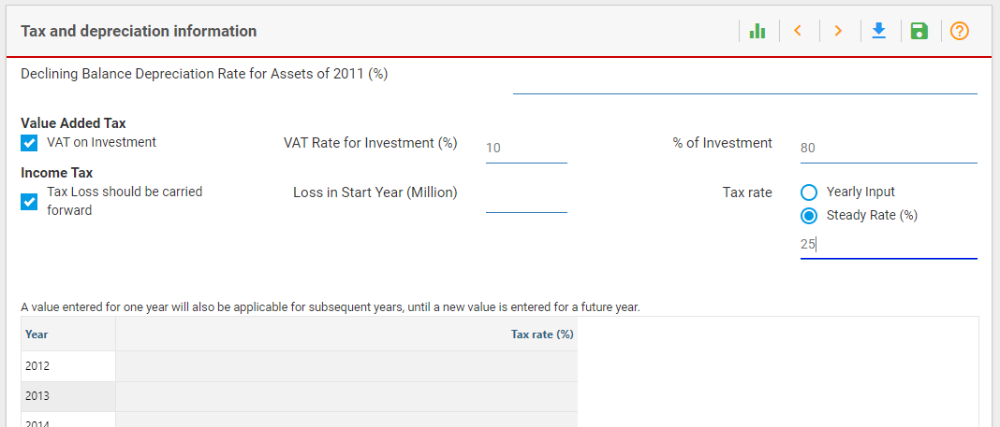 Tax and depreciation information
Declining Balance Depreciation Rate for Assets of 2011 (%)
Value Added Tax
VAT on Investment VAT Rate for Investment (%) 10 % of Investment 80
Income Tax
Tax Loss should be carried forward Loss in Start Year (Million) Tax rate Yearly Input
Steady Rate (%)
25
A value entered for one year will also be applicable for subsequent years, until a new value is entered for a future year.
Year Tax rate (%)
2012
2013
2014